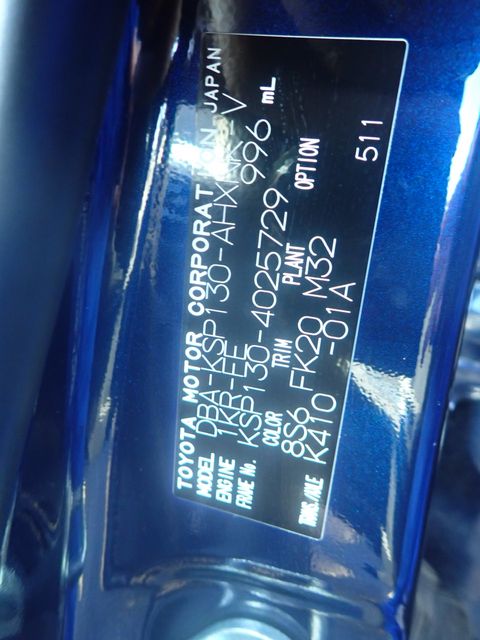 TOYOTA MOTOR CORPORATION JAPAN
MODEL DBA-KSP130-AHXNK-V
ENGINE 1KR-FE 996 mL
FRAME No. KSP130-4025729
COLOR TRIM PLANT OPTION
8S6 FK20 M32
TRANS./AXLE K410 -01A
511